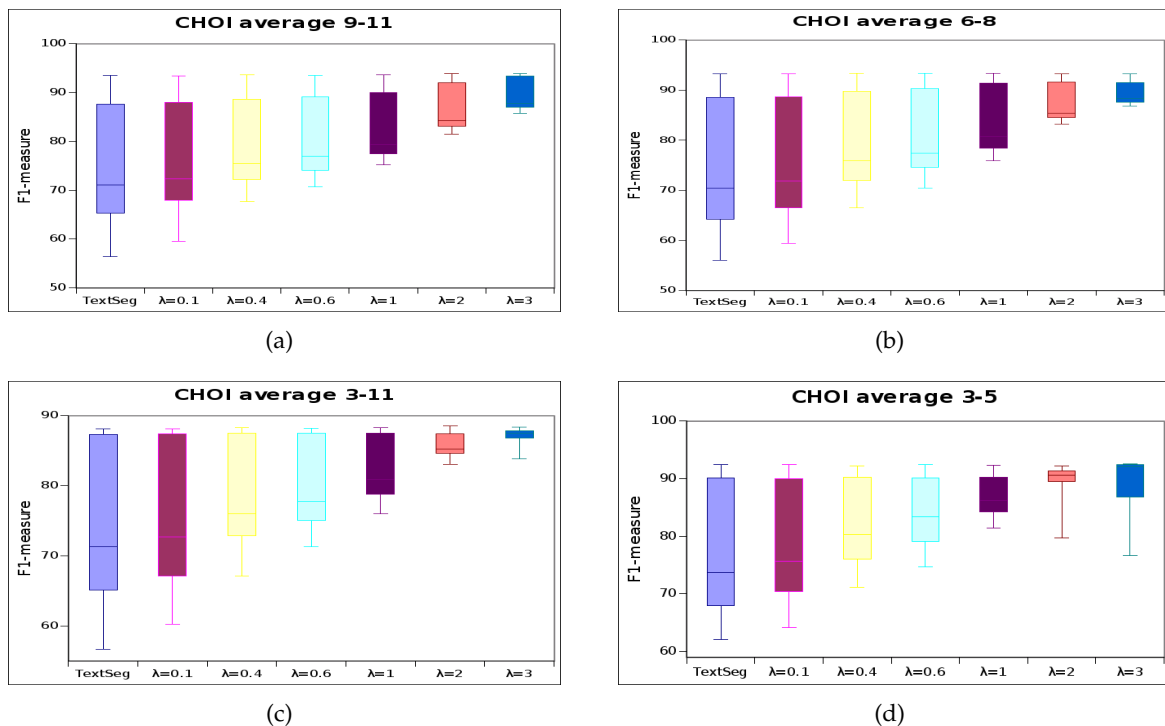 CHOI average 9-11
100
90
80
70
60
50
F1-measure
TextSeg λ=0.1 λ=0.4 λ=0.6 λ=1 λ=2 λ=3
(a)
CHOI average 6-8
100
90
80
70
60
50
F1-measure
TextSeg λ=0.1 λ=0.4 λ=0.6 λ=1 λ=2 λ=3
(b)
CHOI average 3-11
90
80
70
60
F1-measure
TextSeg λ=0.1 λ=0.4 λ=0.6 λ=1 λ=2 λ=3
(c)
CHOI average 3-5
100
90
80
70
60
F1-measure
TextSeg λ=0.1 λ=0.4 λ=0.6 λ=1 λ=2 λ=3
(d)